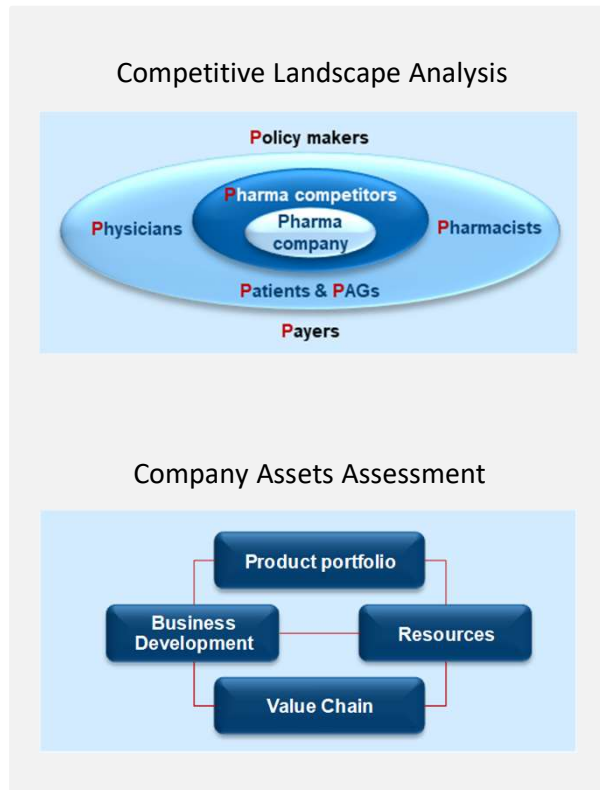 Competitive Landscape Analysis
Policy makers
Pharma competitors
Physicians
Pharma
company
Pharmacists
Patients & PAGs
Payers
Company Assets Assessment
Product portfolio
Business
Development
Resources
Value Chain